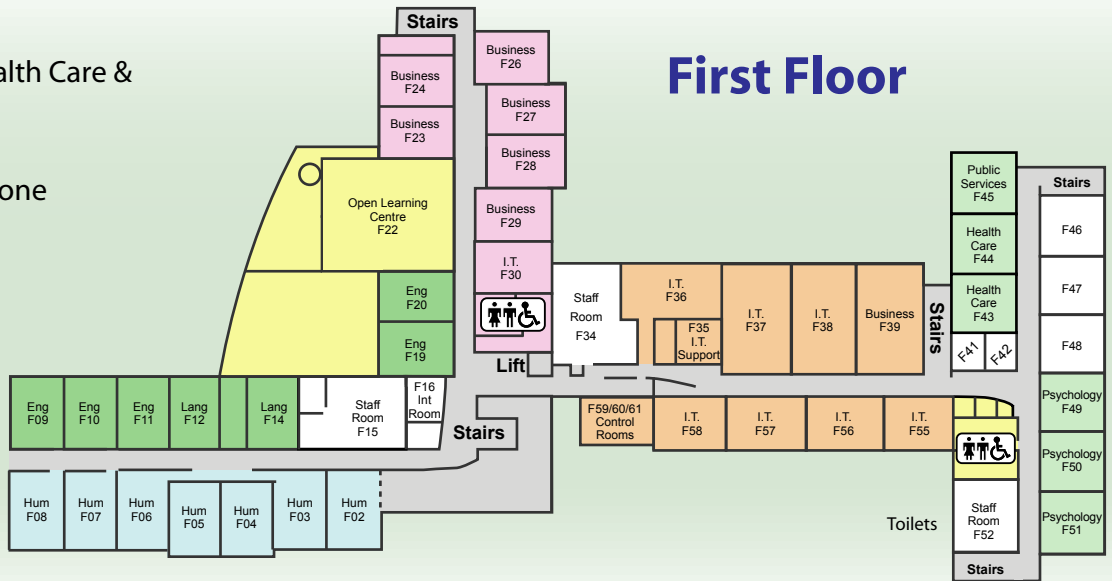 alth Care &
one
First Floor
Stairs
Business
F24
Business
F23
Business
F26
Business
F27
Business
F28
Business
F29
I.T.
F30
Open Learning
Centre
F22
Eng
F20
Eng
F19
Lift
Staff
Room
F34
I.T.
F36
F35
I.T.
Support
I.T.
F37
I.T.
F38
Business
F39
Stairs
Public
Services
F45
Health
Care
F44
Health
Care
F43
F41
F42
Stairs
F46
F47
F48
Psychology
F49
Psychology
F50
Psychology
F51
Eng
F09
Eng
F10
Eng
F11
Lang
F12
Lang
F14
Staff
Room
F15
F16
Int
Room
Stairs
F59/60/61
Control
Rooms
I.T.
F58
I.T.
F57
I.T.
F56
I.T.
F55
Hum
F08
Hum
F07
Hum
F06
Hum
F05
Hum
F04
Hum
F03
Hum
F02
Toilets
Staff
Room
F52
Stairs